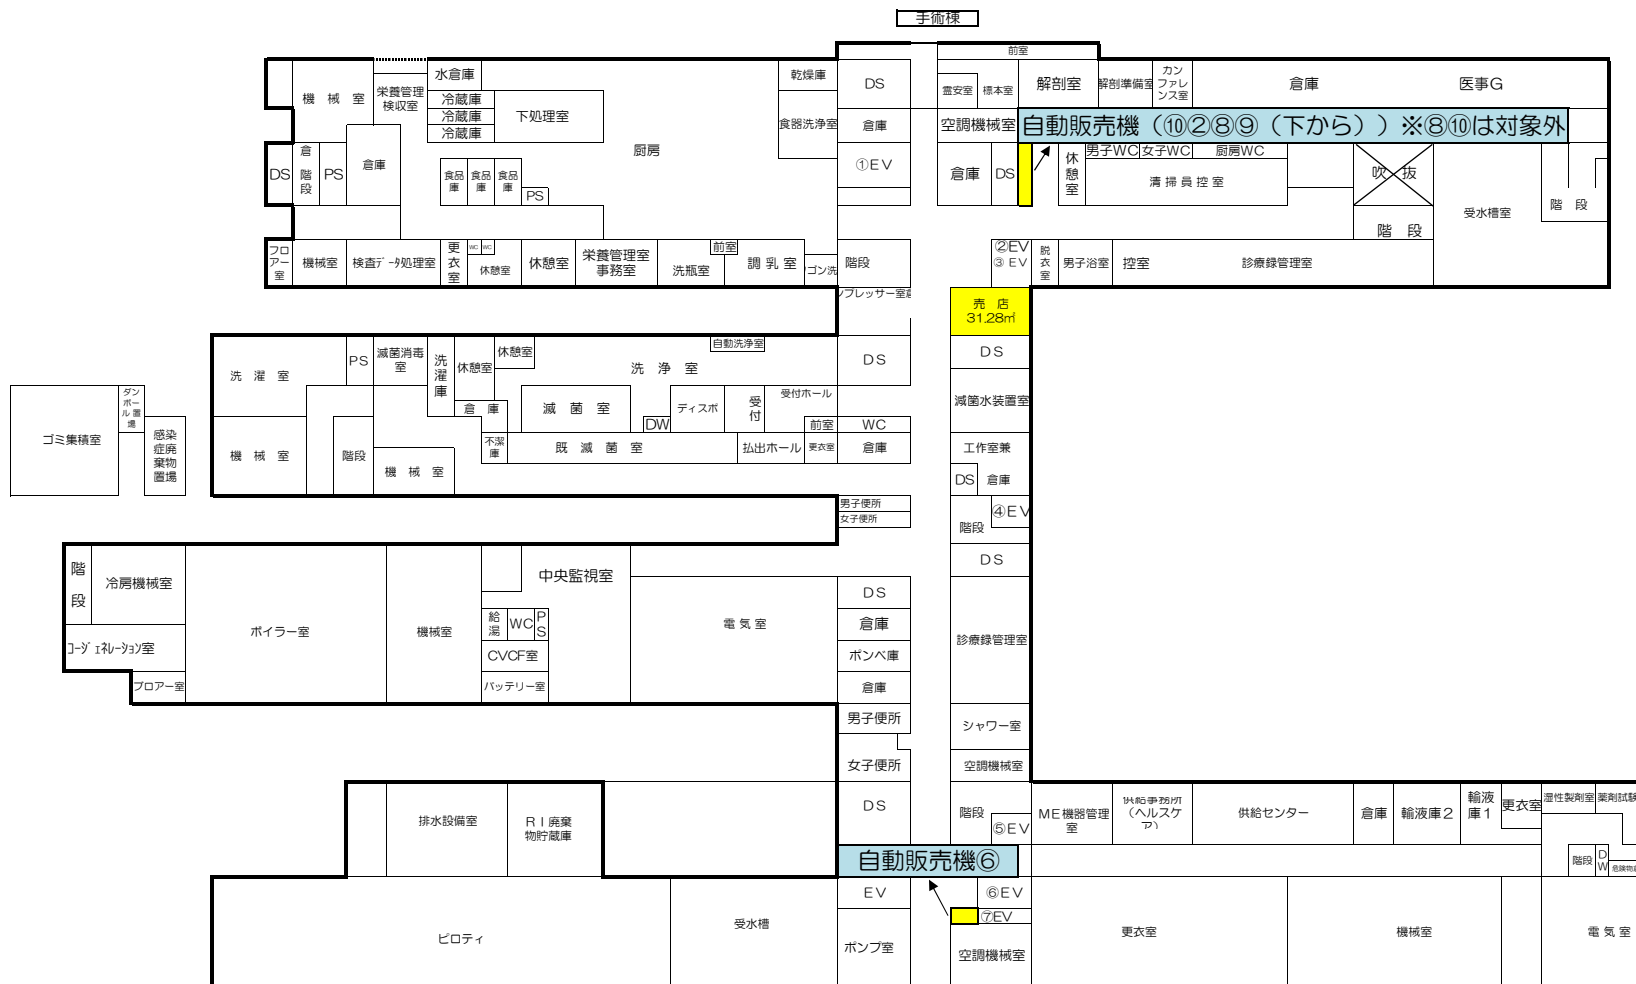 手術棟
前室
機 械 室
栄養管理
検収室
水倉庫
冷蔵庫
冷蔵庫
冷蔵庫
下処理室
厨房
乾燥庫
食器洗浄室
DS
倉庫
①EV
霊安室
標本室
解剖室
解剖準備室
カン
ファレ
ンス室
倉庫
医事G
空調機械室
自動販売機（⑩②⑧⑨（下から））※⑧⑩は対象外
倉庫
DS
休
憩
室
男子WC
女子WC
厨房WC
清 掃 員 控 室
吹 抜
階 段
受水槽室
階 段
DS
倉
階
段
PS
倉庫
食品
庫
食品
庫
食品
庫
PS
フロ
アー
室
機械室
検査ﾃﾞｰﾀ処理室
更
衣
室
WC
WC
休憩室
休憩室
栄養管理室
事務室
洗瓶室
前室
調 乳 室
ゴン洗
階段
②EV
③EV
脱
衣
室
男子浴室
控室
診療録管理室
ンプレッサー室倉
売 店
31.28㎡
洗 濯 室
PS
滅菌消毒
室
洗
濯
庫
休憩室
休憩室
洗 浄 室
自動洗浄室
DS
DS
ゴミ集積室
ダン
ボー
ル置
場
感染
症廃
棄物
置場
機 械 室
階段
機 械 室
倉 庫
不潔
庫
滅 菌 室
既 滅 菌 室
DW
ディスポ
受
付
受付ホール
前室
払出ホール
更衣室
WC
倉庫
滅菌水装置室
工作室兼
倉庫
DS
④EV
階段
男子便所
女子便所
DS
階
段
冷房機械室
ｺｰｼﾞｪﾈﾚｰｼｮﾝ室
ブロアー室
ボイラー室
機械室
中央監視室
給
湯
WC
P
S
CVCF室
バッテリー室
電 気 室
DS
倉庫
ボンベ庫
倉庫
男子便所
女子便所
DS
診療録管理室
シャワー室
空調機械室
階段
⑤EV
排水設備室
ＲＩ廃棄
物貯蔵庫
ME機器管理
室
供給事務所
（ヘルスケ
ア）
供給センター
倉庫
輸液庫２
輸液
庫１
更衣室
湿性製剤室
薬剤試験
階段
D
W
自動販売機⑥
EV
⑥EV
⑦EV
ピロティ
受水槽
ポンプ室
空調機械室
更衣室
機械室
電 気 室